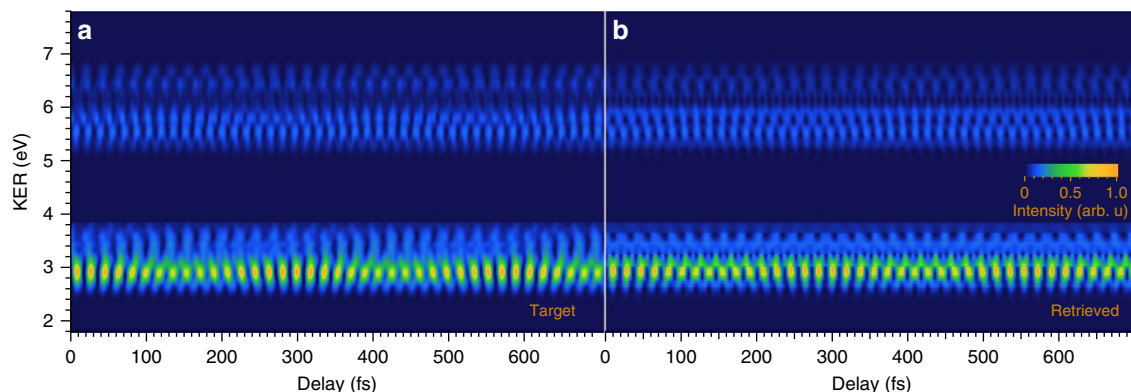 a
b
7
6
5
4
3
2
KER (eV)
0 0.5 1.0
Intensity (arb. u)
Target
Retrieved
0 100 200 300 400 500 600 0 100 200 300 400 500 600
Delay (fs) Delay (fs)